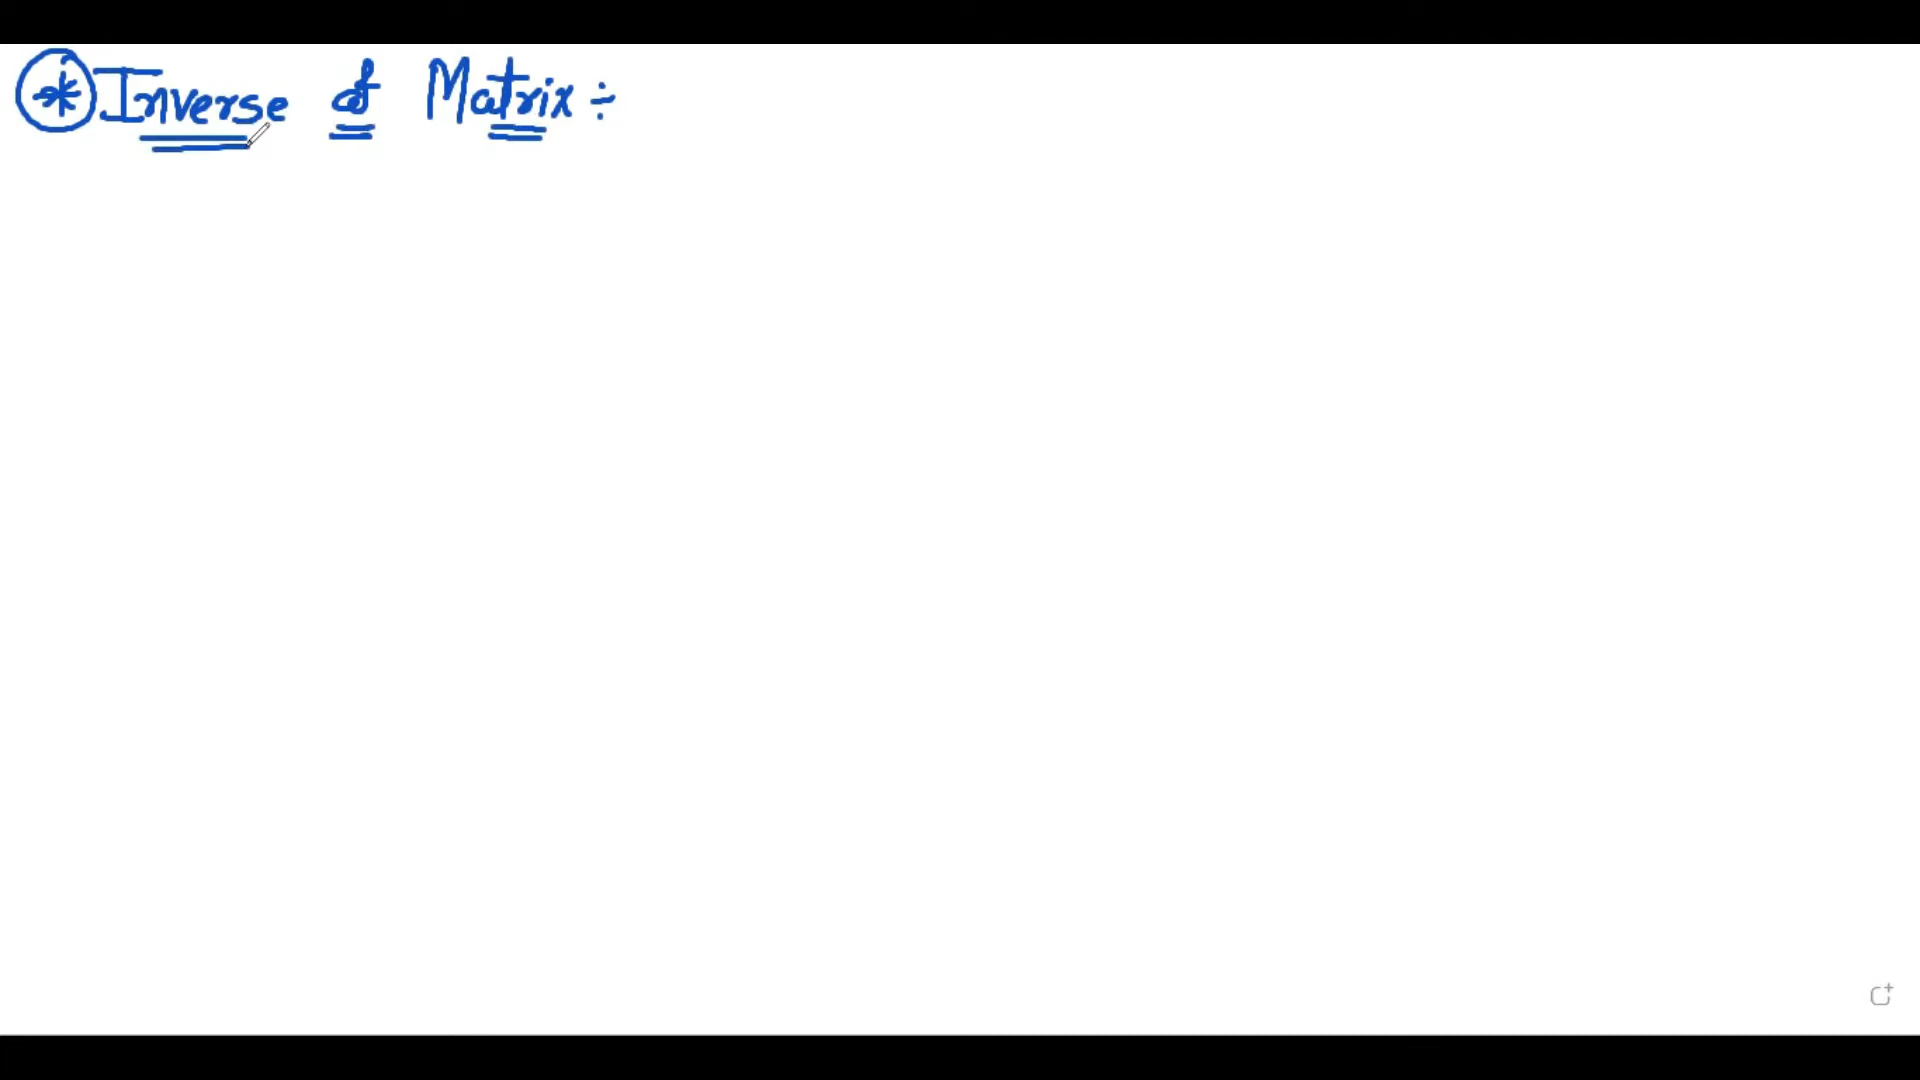 * Inverse of Matrix ÷